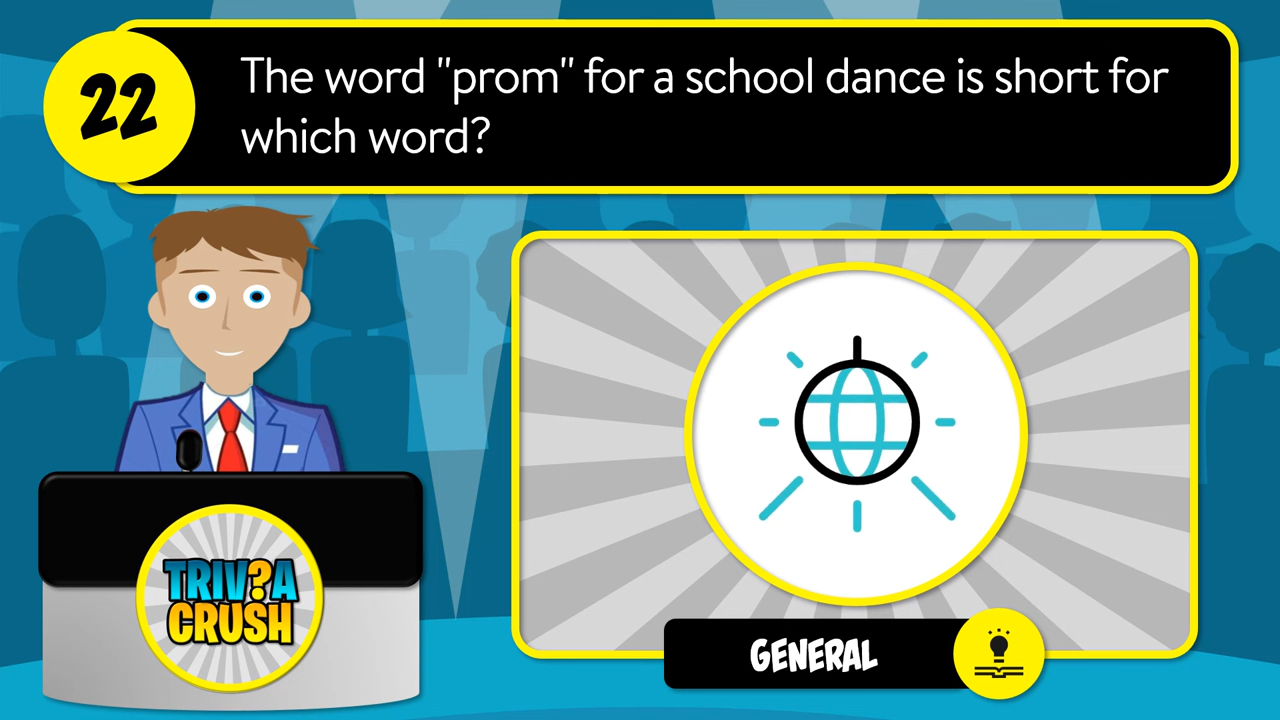 22
The word "prom" for a school dance is short for
which word?
TRIV?A
CRUSH
GENERAL